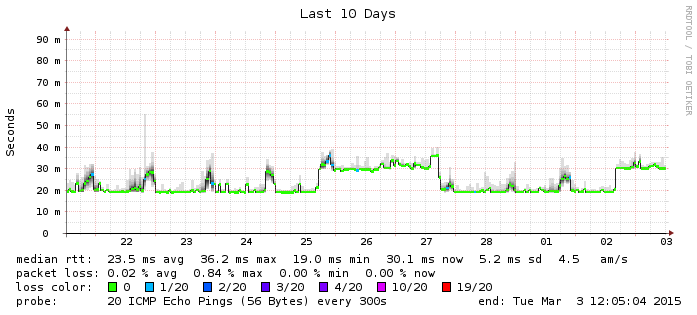 Last 10 Days
RRDTOOL / TOBI OETIKER
Seconds
90 m
80 m
70 m
60 m
50 m
40 m
30 m
20 m
10 m
0
22 23 24 25 26 27 28 01 02 03
median rtt: 23.5 ms avg 36.2 ms max 19.0 ms min 30.1 ms now 5.2 ms sd 4.5 am/s
packet loss: 0.02 % avg 0.84 % max 0.00 % min 0.00 % now
loss color: 0 1/20 2/20 3/20 4/20 10/20 19/20
probe: 20 ICMP Echo Pings (56 Bytes) every 300s end: Tue Mar 3 12:05:04 2015